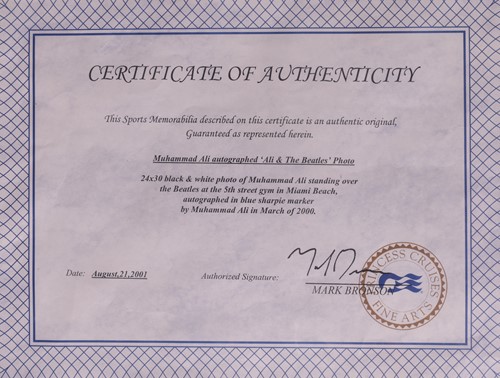 CERTIFICATE OF AUTHENTICITY
This Sports Memorabilia described on this certificate is an authentic original,
Guaranteed as represented herein.
Muhammad Ali autographed 'Ali & The Beatles' Photo
24x30 black & white photo of Muhammad Ali standing over
the Beatles at the 5th street gym in Miami Beach,
autographed in blue sharpie marker
by Muhammad Ali in March of 2000.
Date: August,21,2001
Authorized Signature:
MARK BRONSON
PRINCESS CRUISES
FINE ARTS